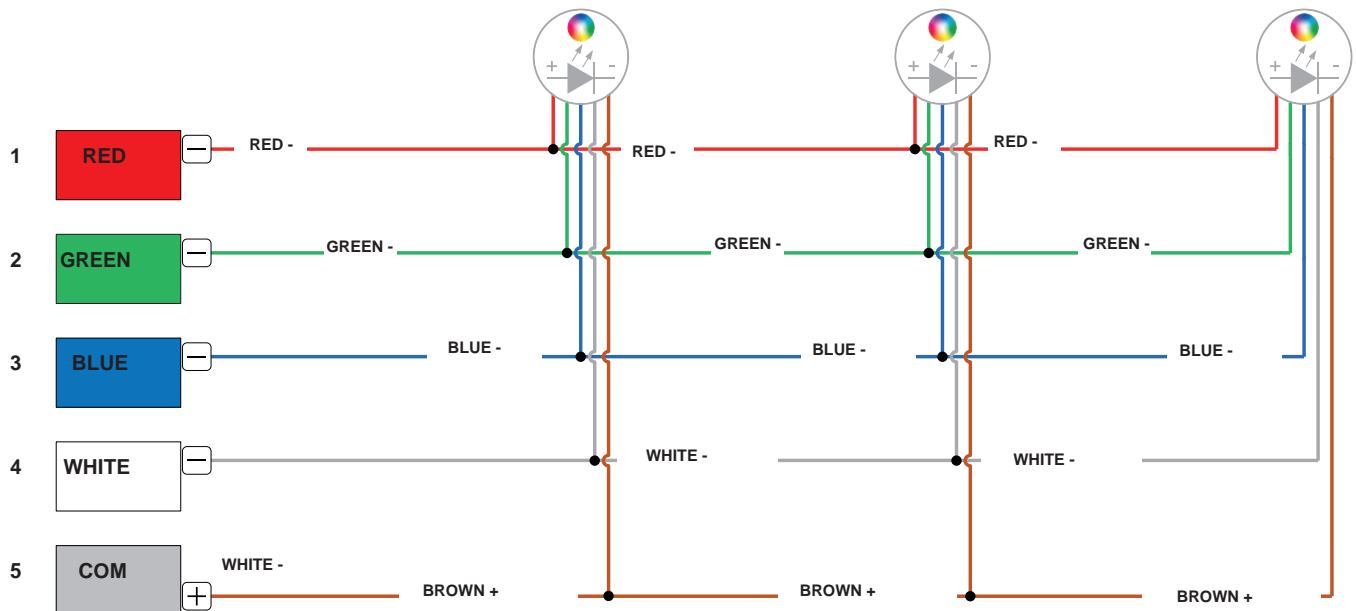 1
RED
RED -
RED -
RED -
2
GREEN
GREEN -
GREEN -
GREEN -
3
BLUE
BLUE -
BLUE -
BLUE -
4
WHITE
WHITE -
WHITE -
5
COM
WHITE -
BROWN +
BROWN +
BROWN +